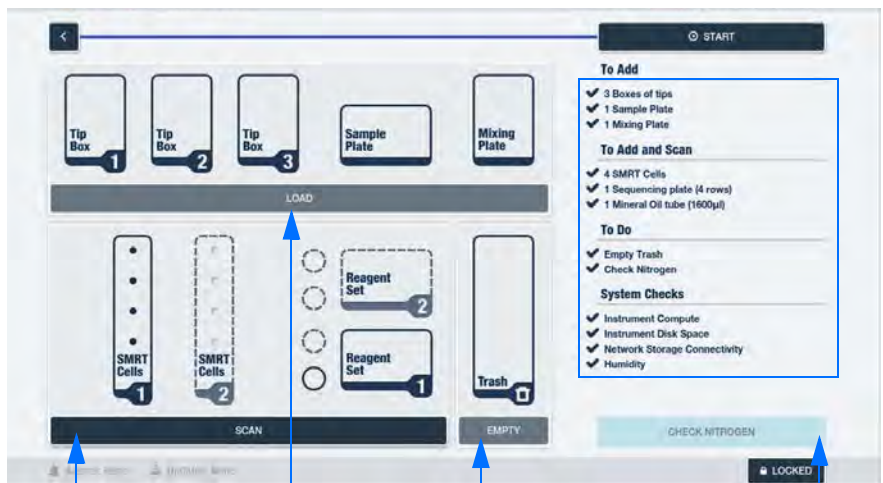 START
To Add
3 Boxes of tips
1 Sample Plate
1 Mixing Plate
To Add and Scan
4 SMRT Cells
1 Sequencing plate (4 rows)
1 Mineral Oil tube (1600µl)
To Do
Empty Trash
Check Nitrogen
System Checks
Instrument Compute
Instrument Disk Space
Network Storage Connectivity
Humidity
Tip
Box
1
Tip
Box
2
Tip
Box
3
Sample
Plate
Mixing
Plate
LOAD
SMRT
Cells
1
SMRT
Cells
2
Reagent
Set
2
Reagent
Set
1
Trash
SCAN
EMPTY
CHECK NITROGEN
LOCKED